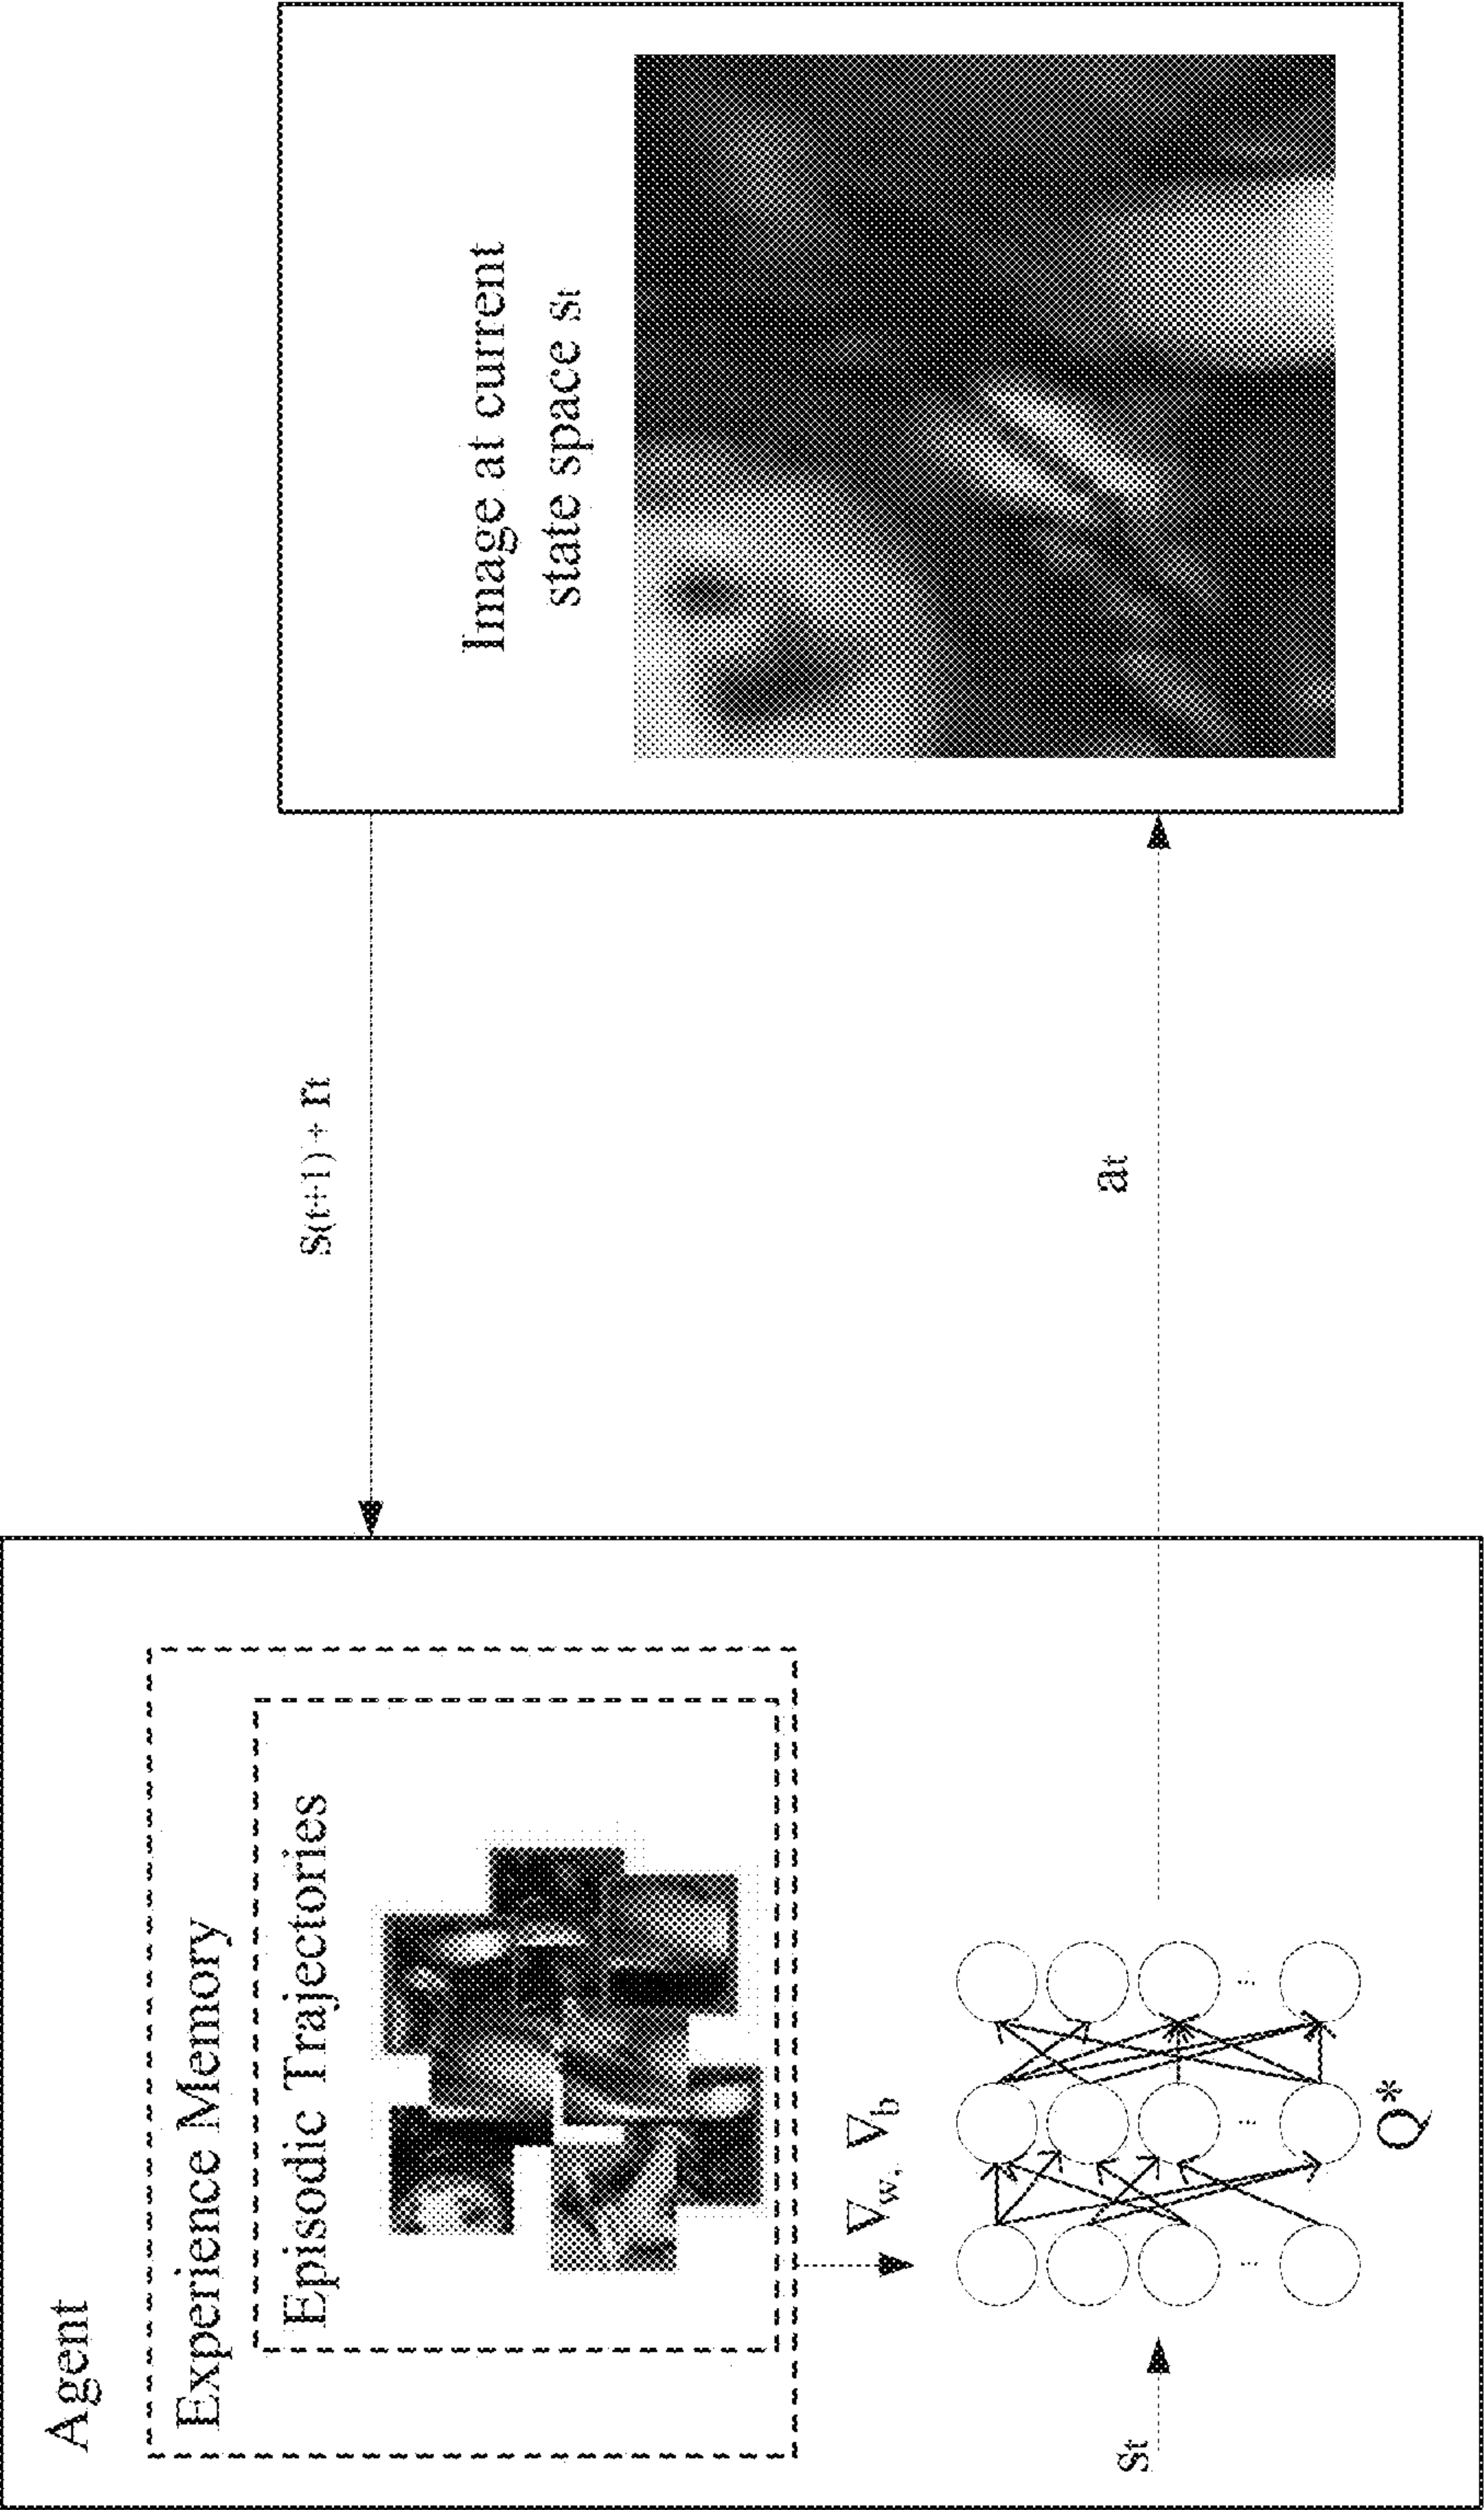 Agent
Experience Memory
Episodic Trajectories
∇w, ∇b
St
Q*
S(t+1) + rt
at
Image at current
state space st